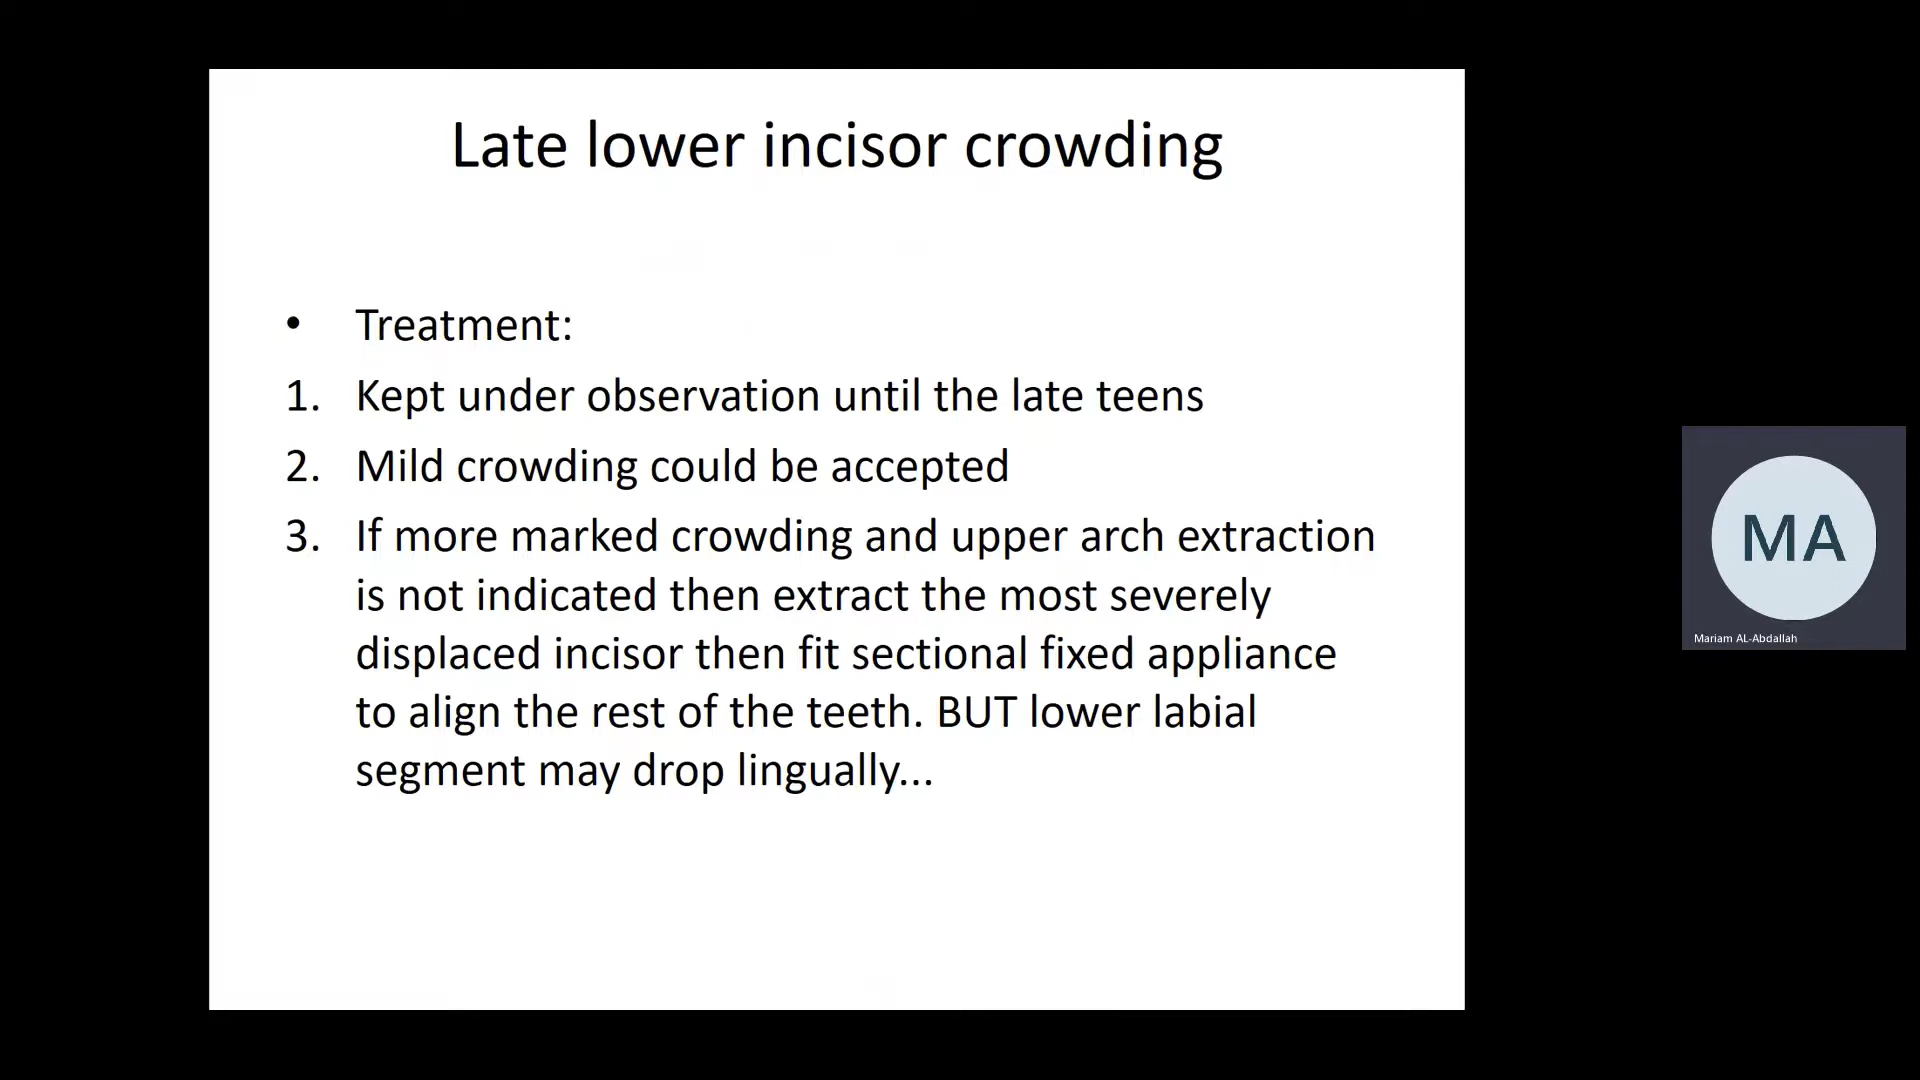 Late lower incisor crowding
• Treatment:
1. Kept under observation until the late teens
2. Mild crowding could be accepted
3. If more marked crowding and upper arch extraction
is not indicated then extract the most severely
displaced incisor then fit sectional fixed appliance
to align the rest of the teeth. BUT lower labial
segment may drop lingually...
MA
Mariam AL-Abdallah